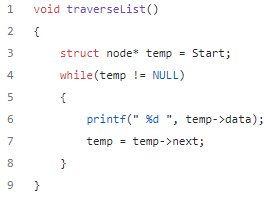 1 void traverseList()
2 {
3     struct node* temp = Start;
4     while(temp != NULL)
5     {
6         printf(" %d ", temp->data);
7         temp = temp->next;
8     }
9 }